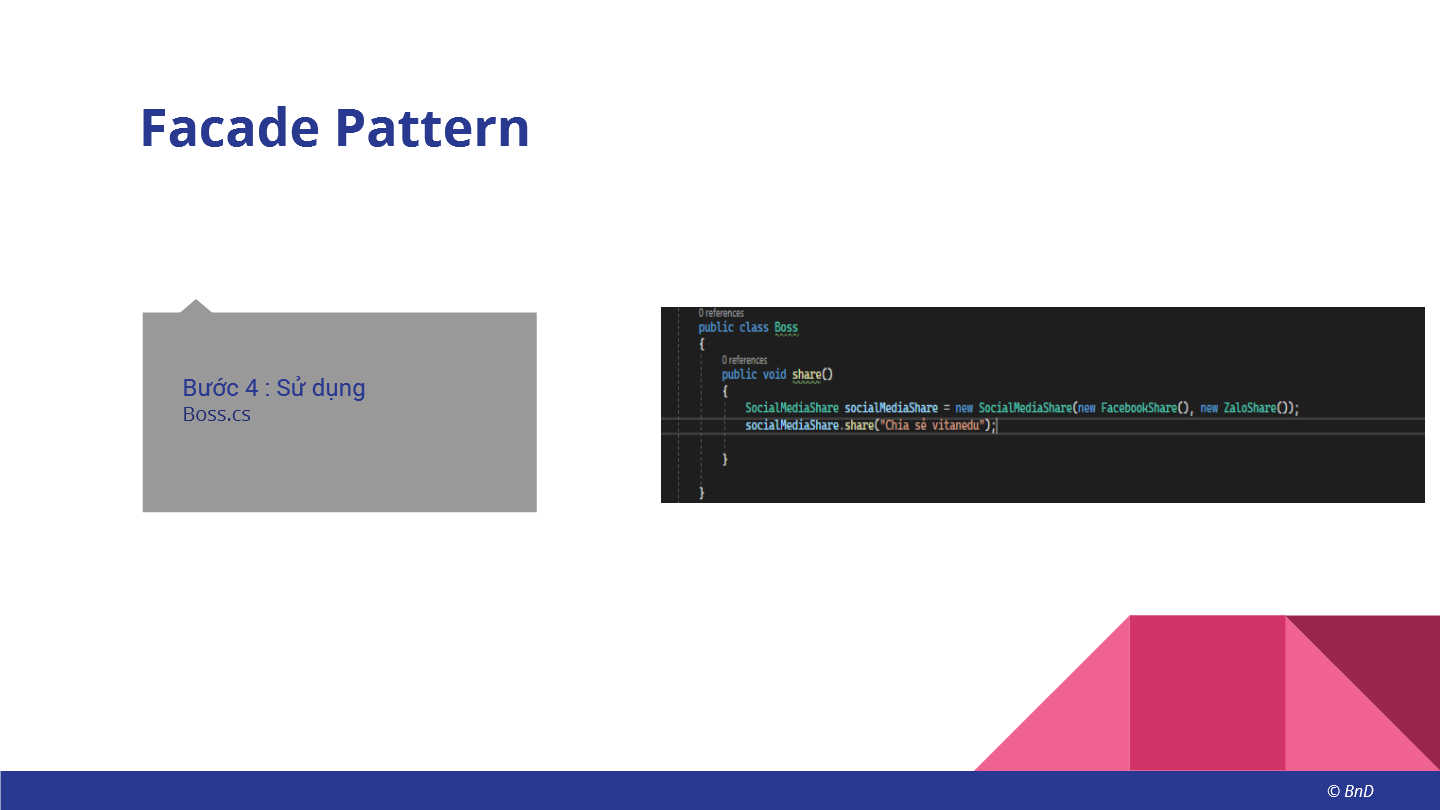 Facade Pattern
Bước 4 : Sử dụng
Boss.cs
0 references
public class Boss
{
0 references
public void share()
{
SocialMediaShare socialMediaShare = new SocialMediaShare(new FacebookShare(), new ZaloShare());
socialMediaShare.share("Chia sẻ vitanedu");
}
}
© BnD